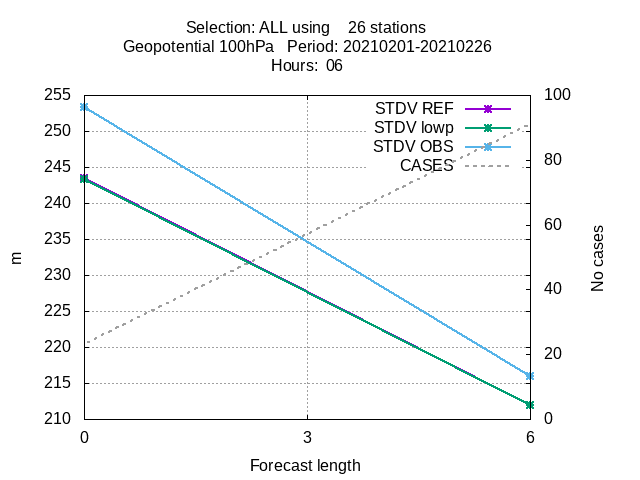 Selection: ALL using    26 stations
Geopotential 100hPa   Period: 20210201-20210226
Hours:  06
255
250
245
240
235
230
225
220
215
210
100
80
60
40
20
0
STDV REF
STDV lowp
STDV OBS
CASES
m
No cases
0
3
6
Forecast length